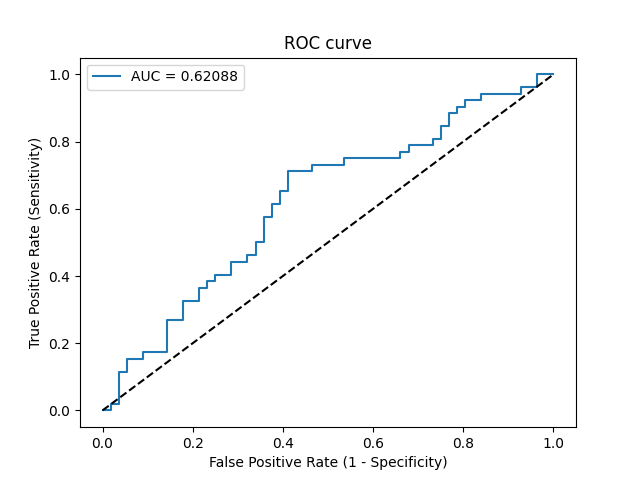 ROC curve
AUC = 0.62088
True Positive Rate (Sensitivity)
1.0
0.8
0.6
0.4
0.2
0.0
0.0 0.2 0.4 0.6 0.8 1.0
False Positive Rate (1 - Specificity)